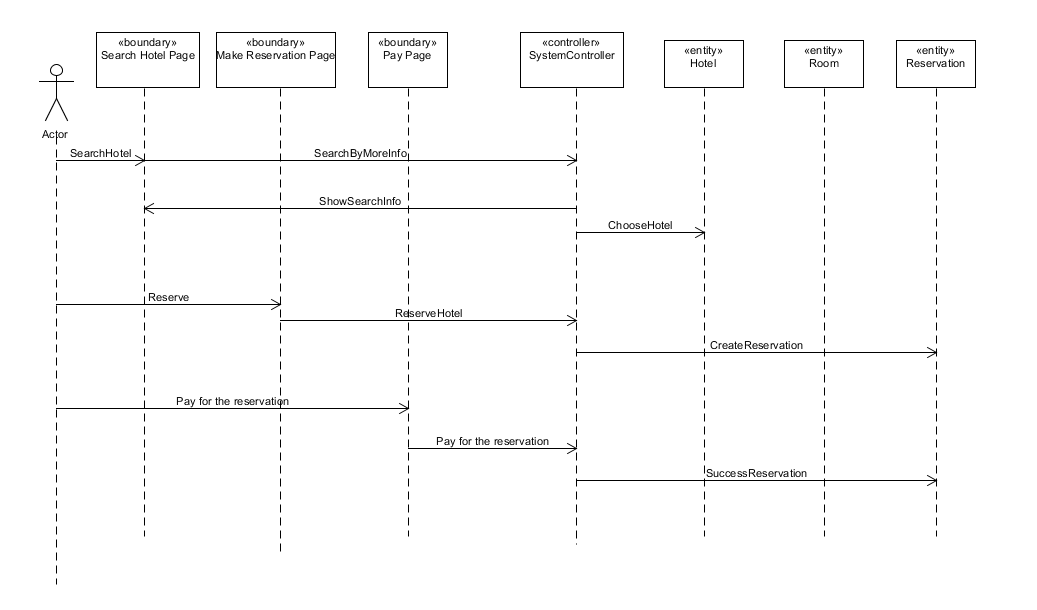 «boundary»
Search Hotel Page
«boundary»
Make Reservation Page
«boundary»
Pay Page
«controller»
SystemController
«entity»
Hotel
«entity»
Room
«entity»
Reservation
Actor
SearchHotel
SearchByMoreInfo
ShowSearchInfo
ChooseHotel
Reserve
ReserveHotel
CreateReservation
Pay for the reservation
Pay for the reservation
SuccessReservation